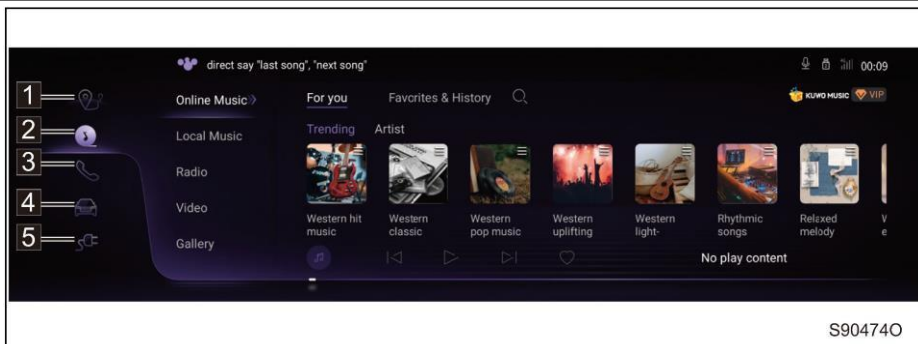 direct say "last song", "next song"
00:09
1
Online Music
For you
Favorites & History
KUWO MUSIC
VIP
2
Local Music
Trending
Artist
3
Radio
4
Video
Western hit
music
Western
classic
Western
pop music
Western
uplifting
Western
light-
Rhythmic
songs
Relaxed
melody
5
Gallery
No play content
S90474O